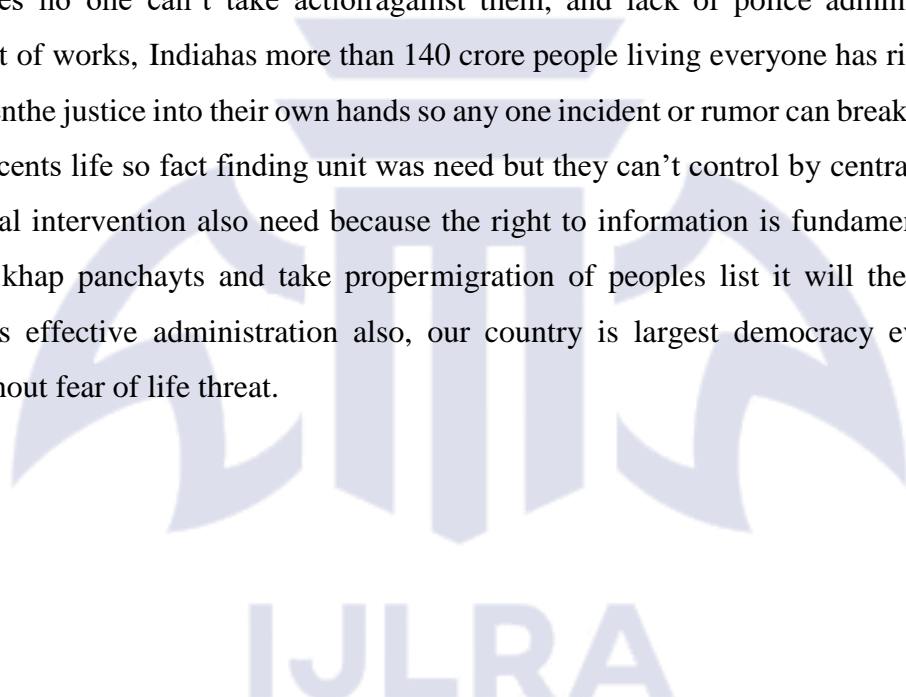 es no one can't take actionragainst them, and lack of police admin
t of works, Indiahas more than 140 crore people living everyone has ri
enthe justice into their own hands so any one incident or rumor can break
cents life so fact finding unit was need but they can't control by centra
al intervention also need because the right to information is fundamen
khap panchayts and take propermigration of peoples list it will the
s effective administration also, our country is largest democracy ev
hout fear of life threat.
IJLRA